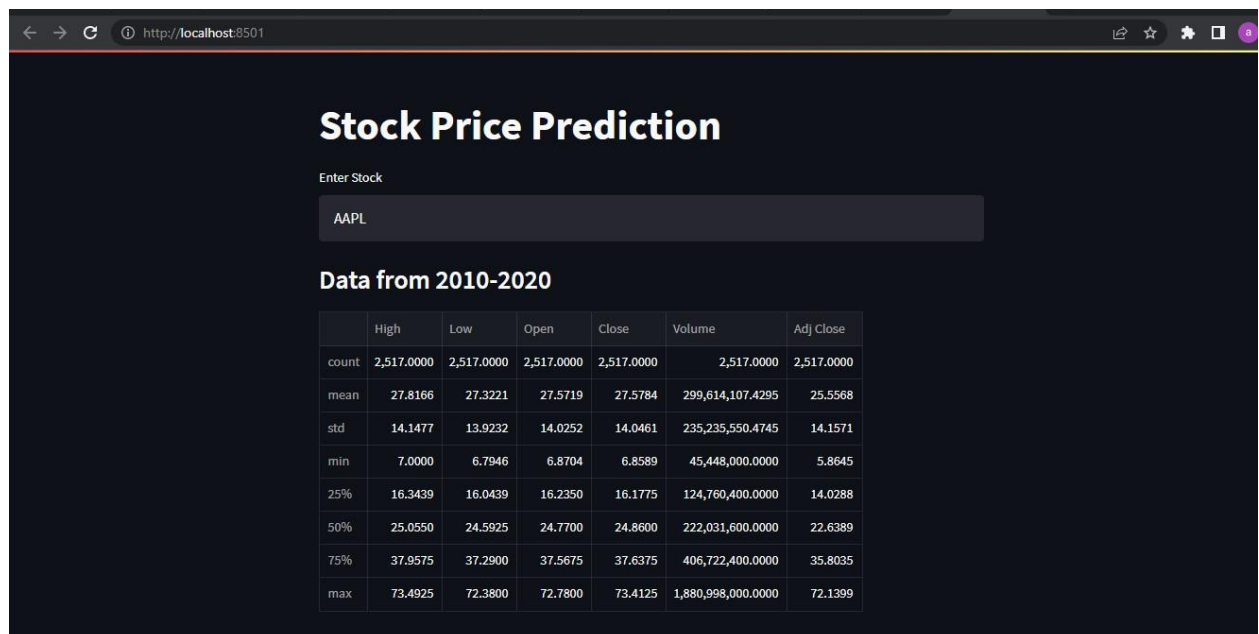 http://localhost:8501
a
Stock Price Prediction
Enter Stock
AAPL
Data from 2010-2020
High Low Open Close Volume Adj Close
count 2,517.0000 2,517.0000 2,517.0000 2,517.0000 2,517.0000 2,517.0000
mean 27.8166 27.3221 27.5719 27.5784 299,614,107.4295 25.5568
std 14.1477 13.9232 14.0252 14.0461 235,235,550.4745 14.1571
min 7.0000 6.7946 6.8704 6.8589 45,448,000.0000 5.8645
25% 16.3439 16.0439 16.2350 16.1775 124,760,400.0000 14.0288
50% 25.0550 24.5925 24.7700 24.8600 222,031,600.0000 22.6389
75% 37.9575 37.2900 37.5675 37.6375 406,722,400.0000 35.8035
max 73.4925 72.3800 72.7800 73.4125 1,880,998,000.0000 72.1399